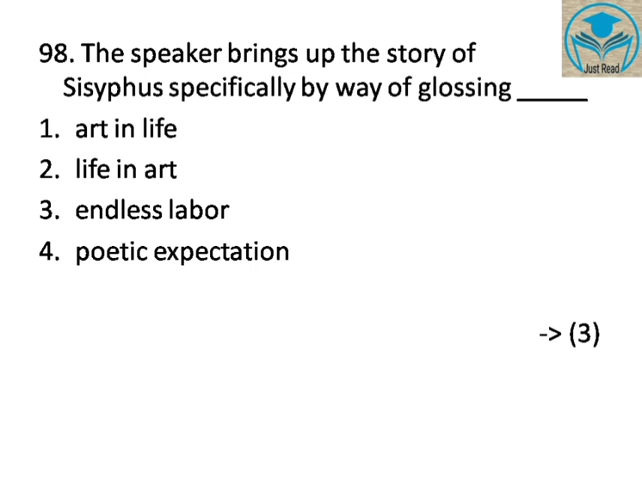 Just Read
98. The speaker brings up the story of
Sisyphus specifically by way of glossing _____
1. art in life
2. life in art
3. endless labor
4. poetic expectation
-> (3)